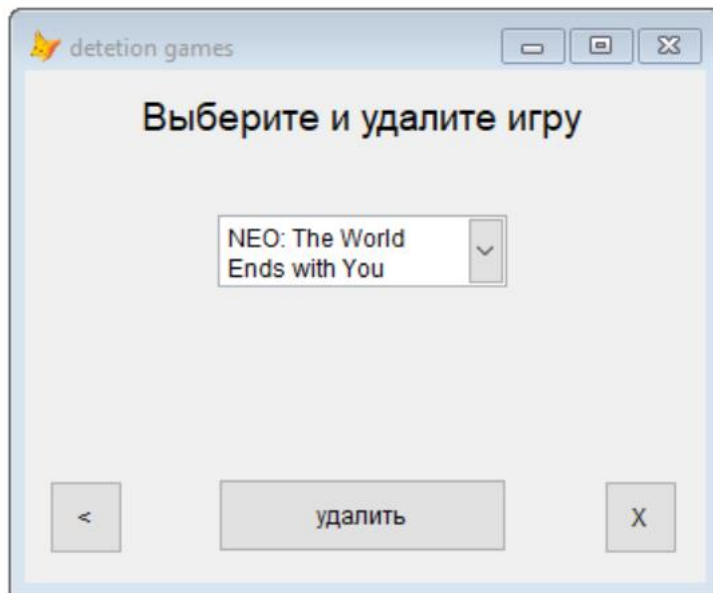 detetion games
Выберите и удалите игру
NEO: The World
Ends with You
<
удалить
X